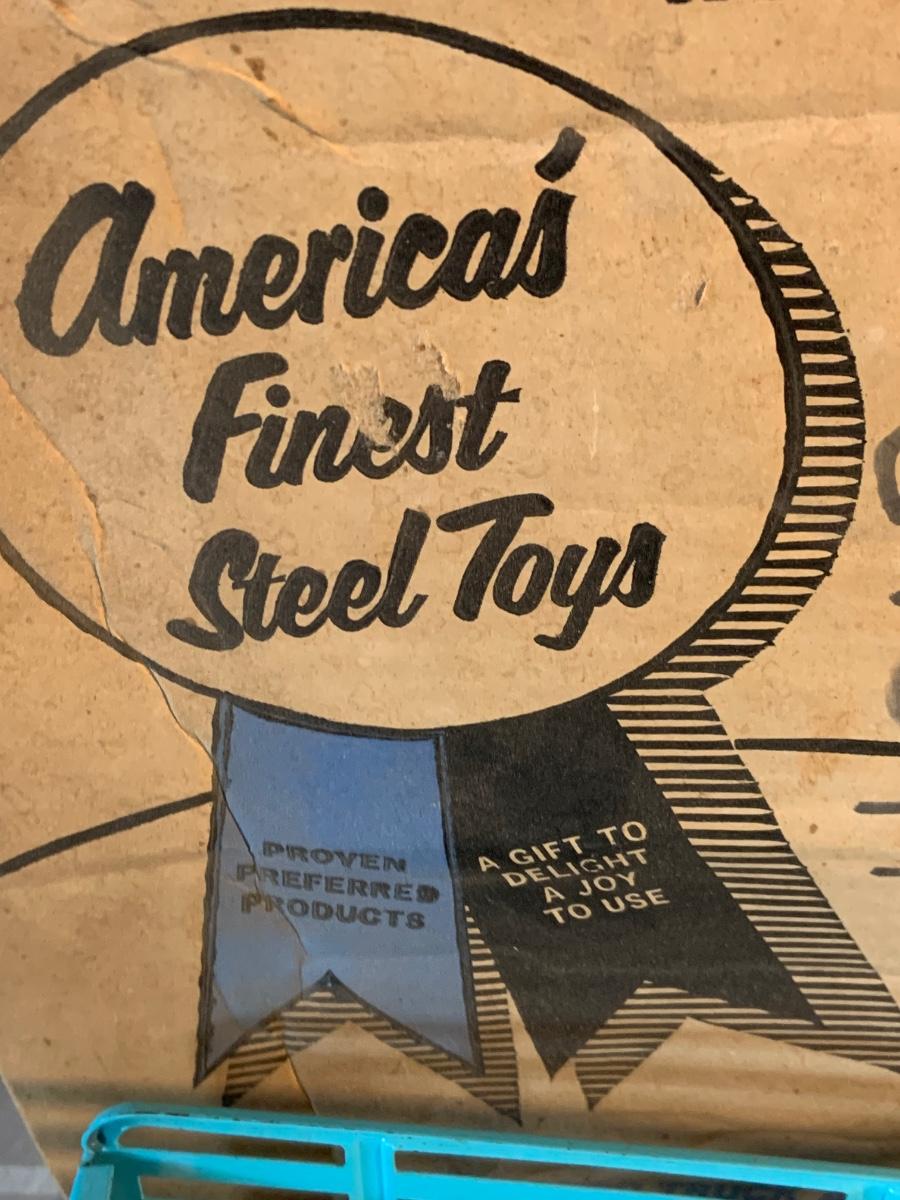 America's
Finest
Steel Toys
PROVEN
PREFERRED
PRODUCTS
A GIFT TO
DELIGHT
A JOY
TO USE